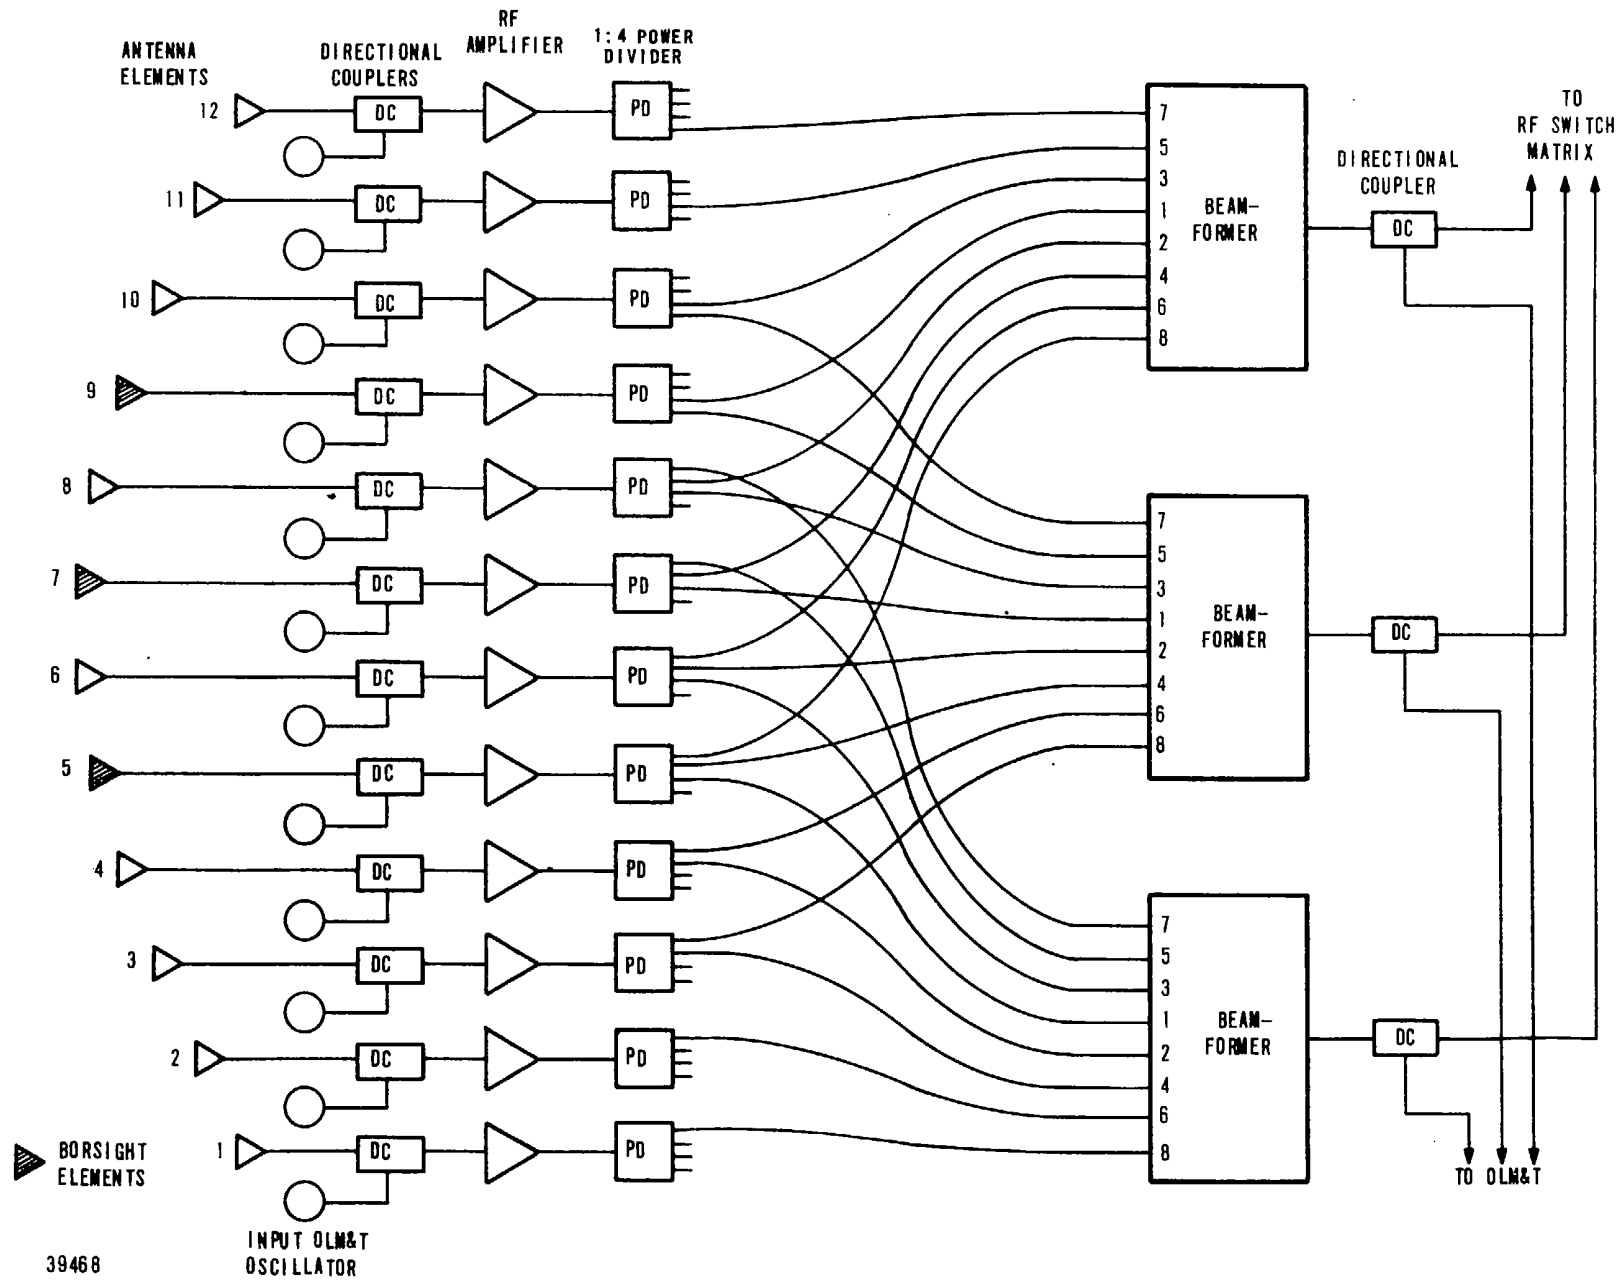 ANTENNA
ELEMENTS
DIRECTIONAL
COUPLERS
RF
AMPLIFIER
1:4 POWER
DIVIDER
12
DC
PD
11
DC
PD
10
DC
PD
9
DC
PD
8
DC
PD
7
DC
PD
6
DC
PD
5
DC
PD
4
DC
PD
3
DC
PD
2
DC
PD
1
DC
PD
7
5
3
1
2
4
6
8
BEAM-
FORMER
7
5
3
1
2
4
6
8
BEAM-
FORMER
7
5
3
1
2
4
6
8
BEAM-
FORMER
DIRECTIONAL
COUPLER
DC
DC
DC
TO
RF SWITCH
MATRIX
TO OLM&T
BORSIGHT
ELEMENTS
INPUT OLM&T
OSCILLATOR
39468